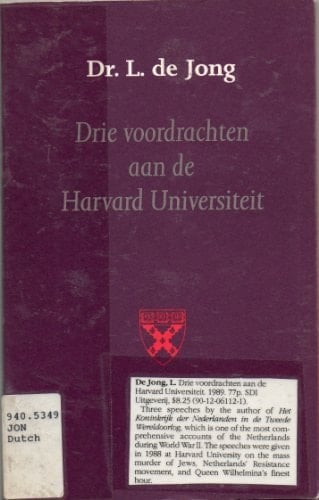 Dr. L. de Jong
Drie voordrachten
aan de
Harvard Universiteit
De Jong, L. Drie voordrachten aan de
Harvard Universiteit. 1989. 77p. SDI
Uitgeverij, $8.25 (90-12-06112-1).
Three speeches by the author of Het
Koninkrijk der Nederlanden in de Tweede
Wereldoorlog, which is one of the most com-
prehensive accounts of the Netherlands
during World War II. The speeches were given
in 1988 at Harvard University on the mass
murder of Jews, Netherlands' Resistance
movement, and Queen Wilhelmina's finest
hour.
940.5349
JON
Dutch